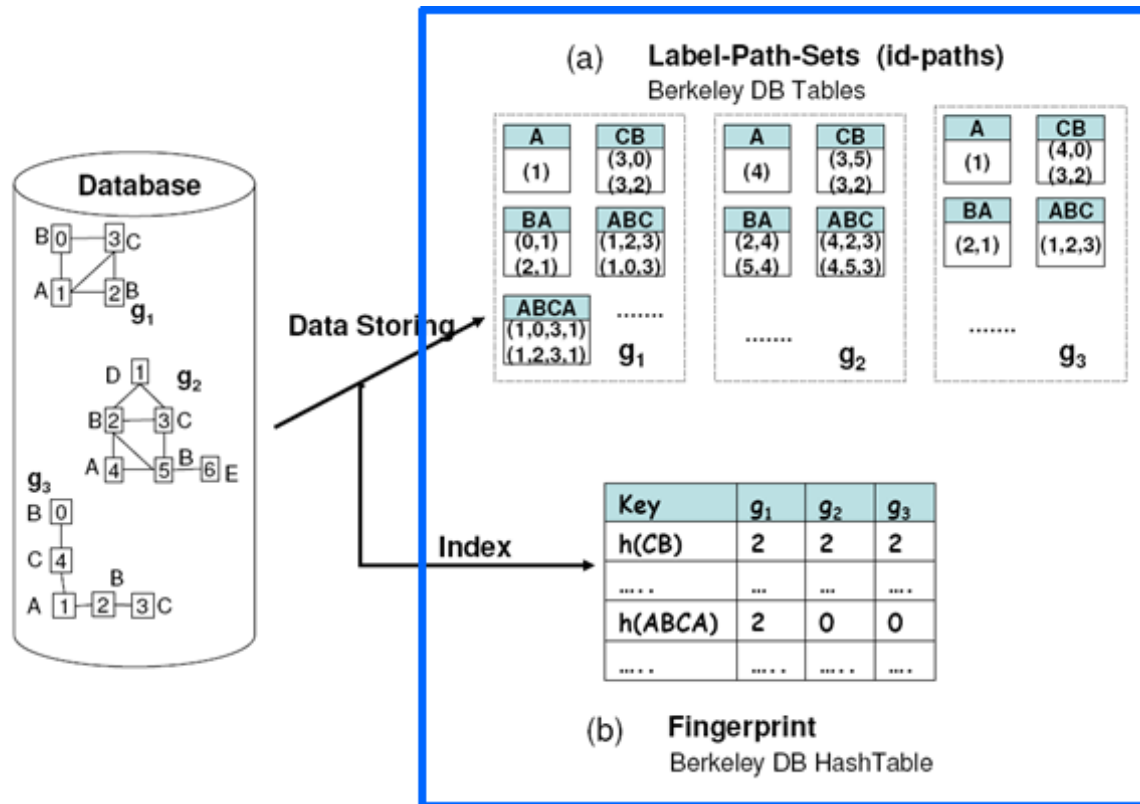 (a) Label-Path-Sets (id-paths)
Berkeley DB Tables
Database
B 0 3 C
A 1 2 B
g1
D 1 g2
B 2 3 C
A 4 5 B 6 E
g3
B 0
C 4
B
A 1 2 3 C
Data Storing
Index
A CB
(1) (3,0)
(3,2)
BA ABC
(0,1) (1,2,3)
(2,1) (1,0,3)
ABCA
(1,0,3,1)
(1,2,3,1)
.......
g1
A CB
(4) (3,5)
(3,2)
BA ABC
(2,4) (4,2,3)
(5,4) (4,5,3)
.......
g2
A CB
(1) (4,0)
(3,2)
BA ABC
(2,1) (1,2,3)
.......
g3
Key g1 g2 g3
h(CB) 2 2 2
..... ... ... ....
h(ABCA) 2 0 0
..... ..... ..... ....
(b) Fingerprint
Berkeley DB HashTable